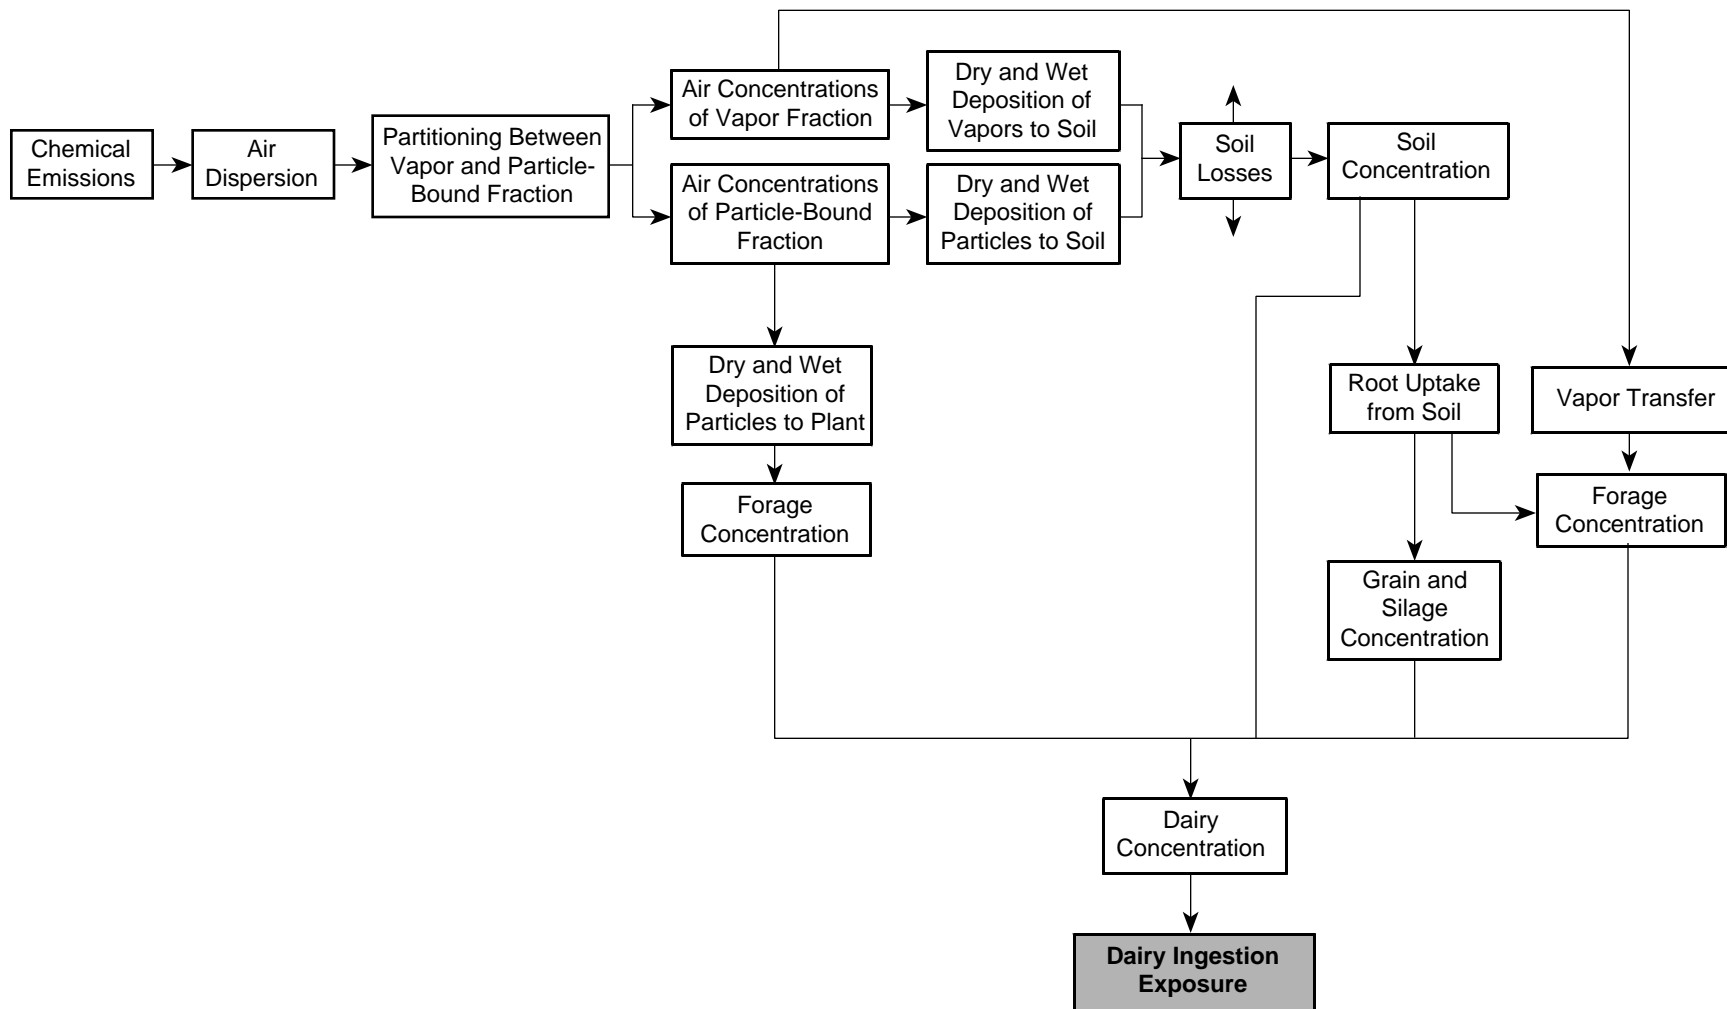 Chemical
Emissions
Air
Dispersion
Partitioning Between
Vapor and Particle-
Bound Fraction
Air Concentrations
of Vapor Fraction
Air Concentrations
of Particle-Bound
Fraction
Dry and Wet
Deposition of
Vapors to Soil
Dry and Wet
Deposition of
Particles to Soil
Soil
Losses
Soil
Concentration
Dry and Wet
Deposition of
Particles to Plant
Root Uptake
from Soil
Vapor Transfer
Forage
Concentration
Forage
Concentration
Grain and
Silage
Concentration
Dairy
Concentration
Dairy Ingestion
Exposure